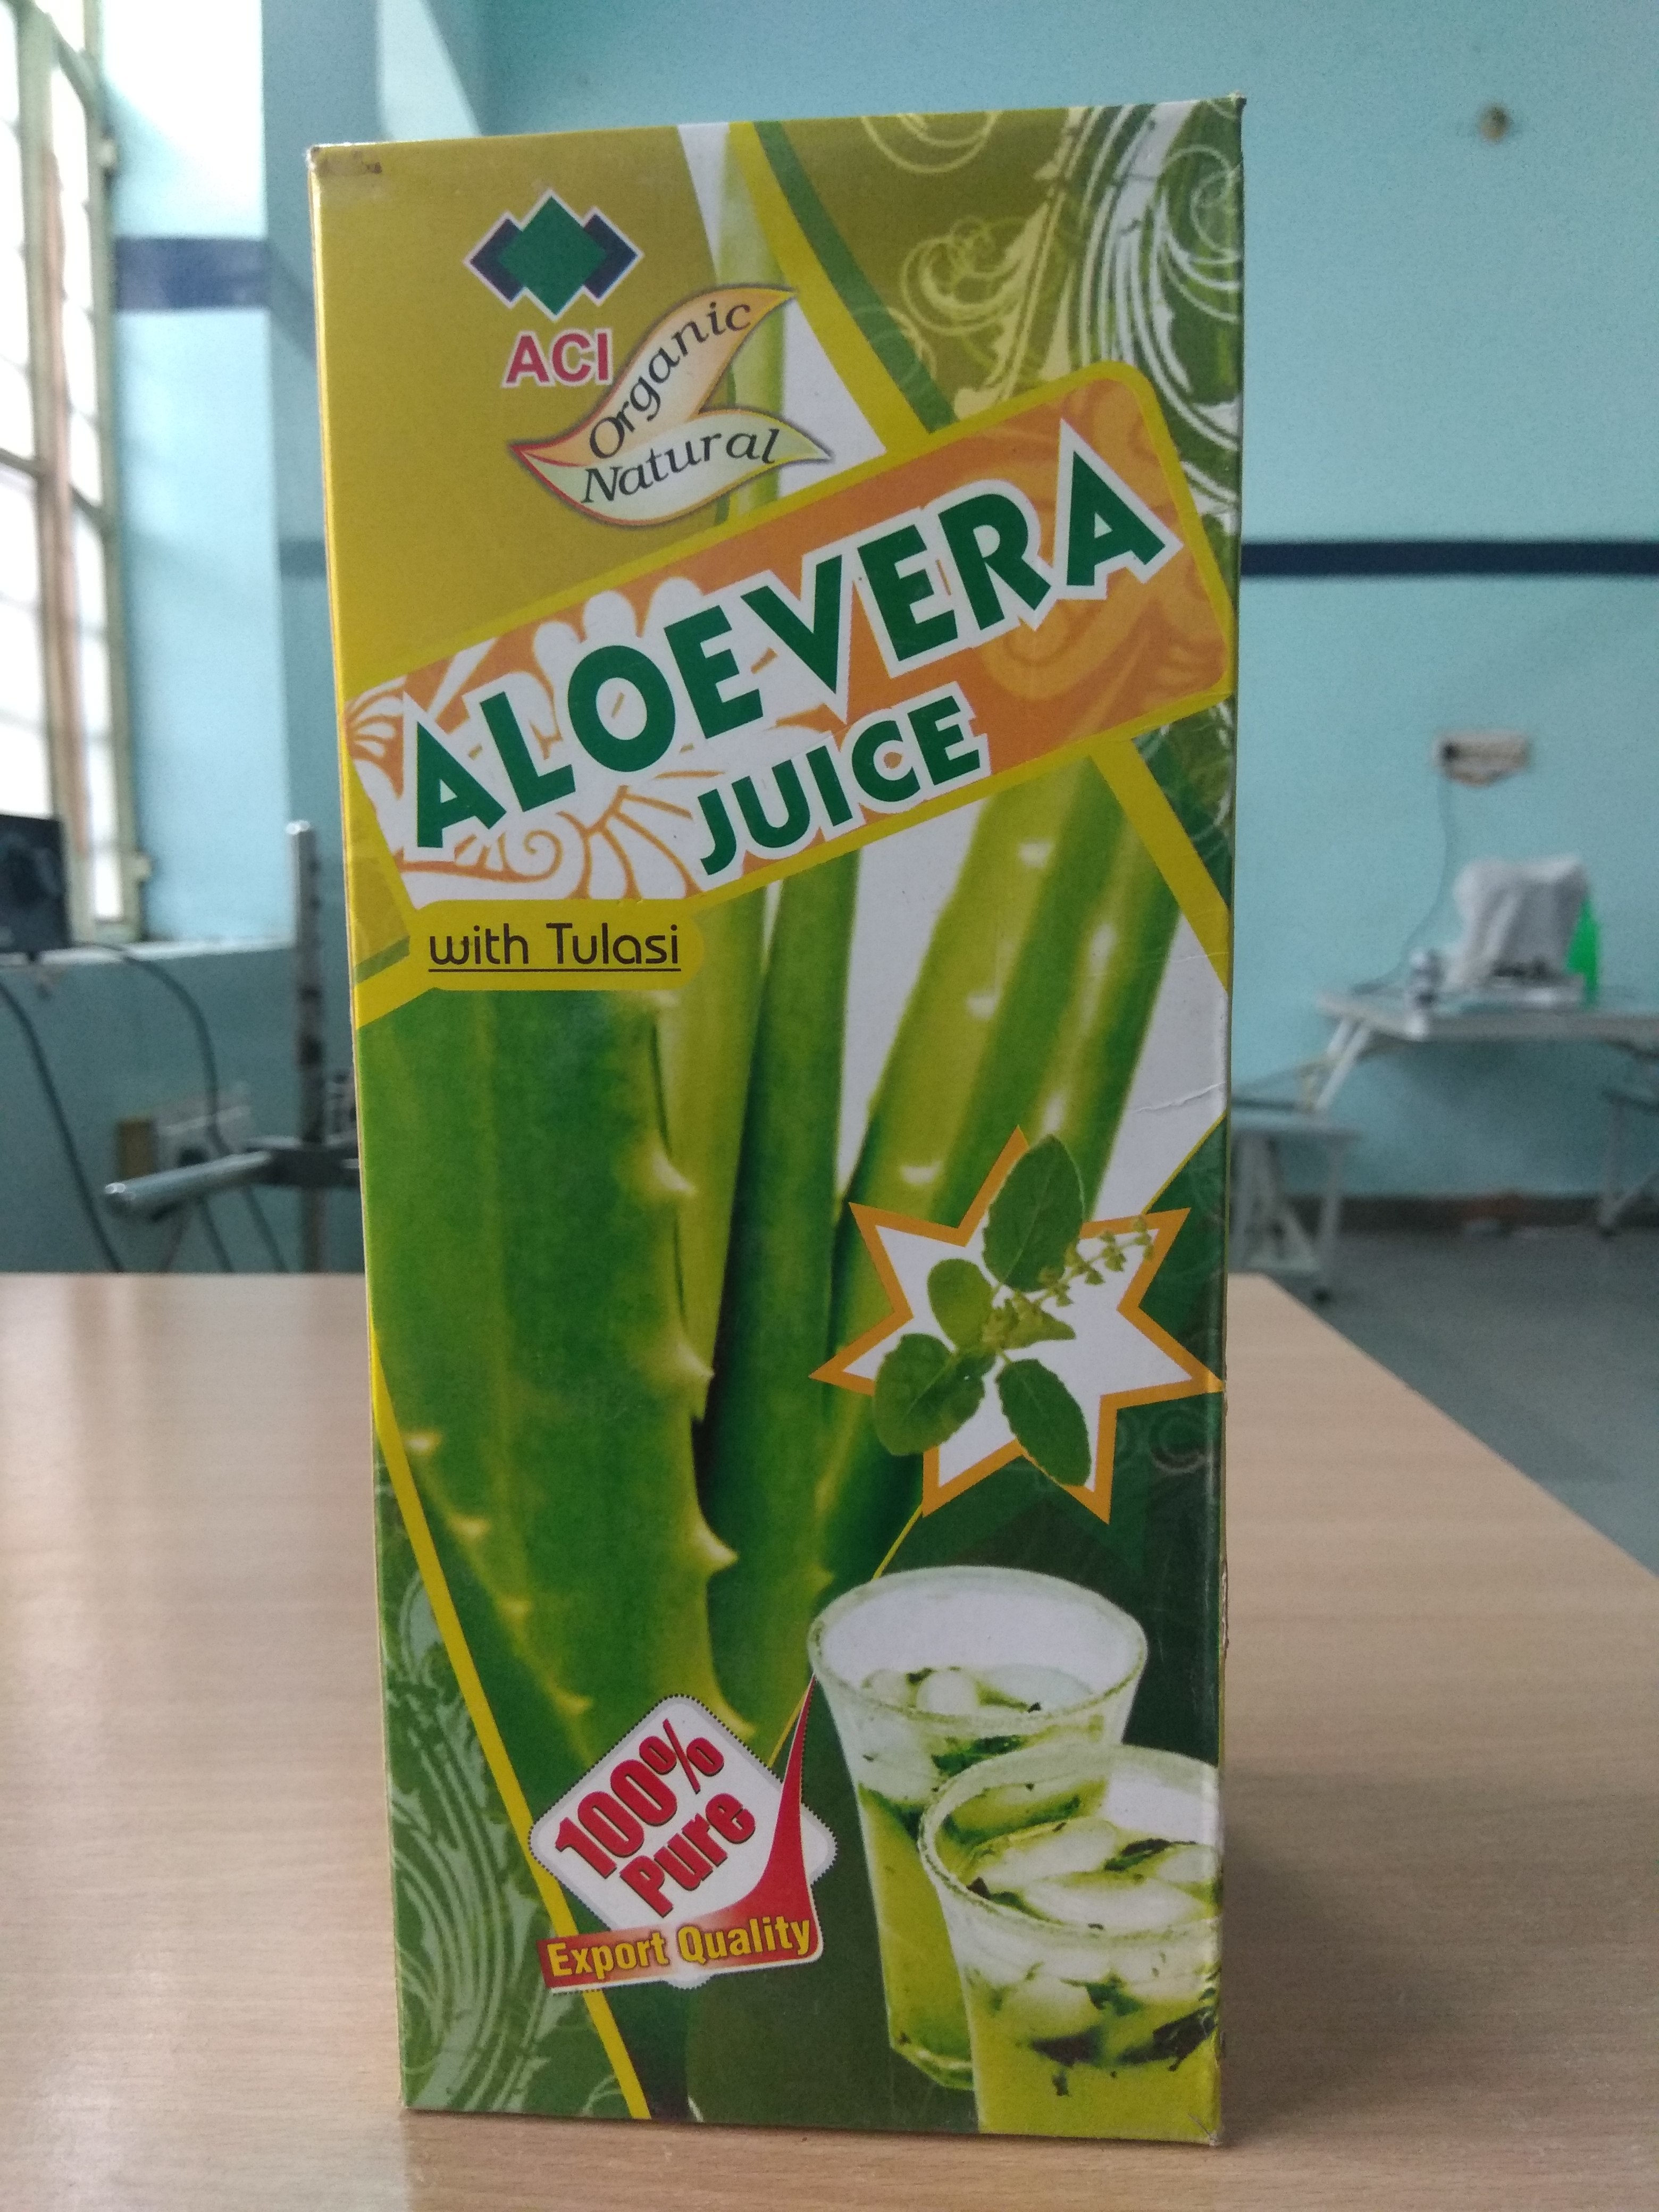 ACI
Organic
Natural
ALOEVERA
JUICE
with Tulasi
100%
Pure
Export Quality